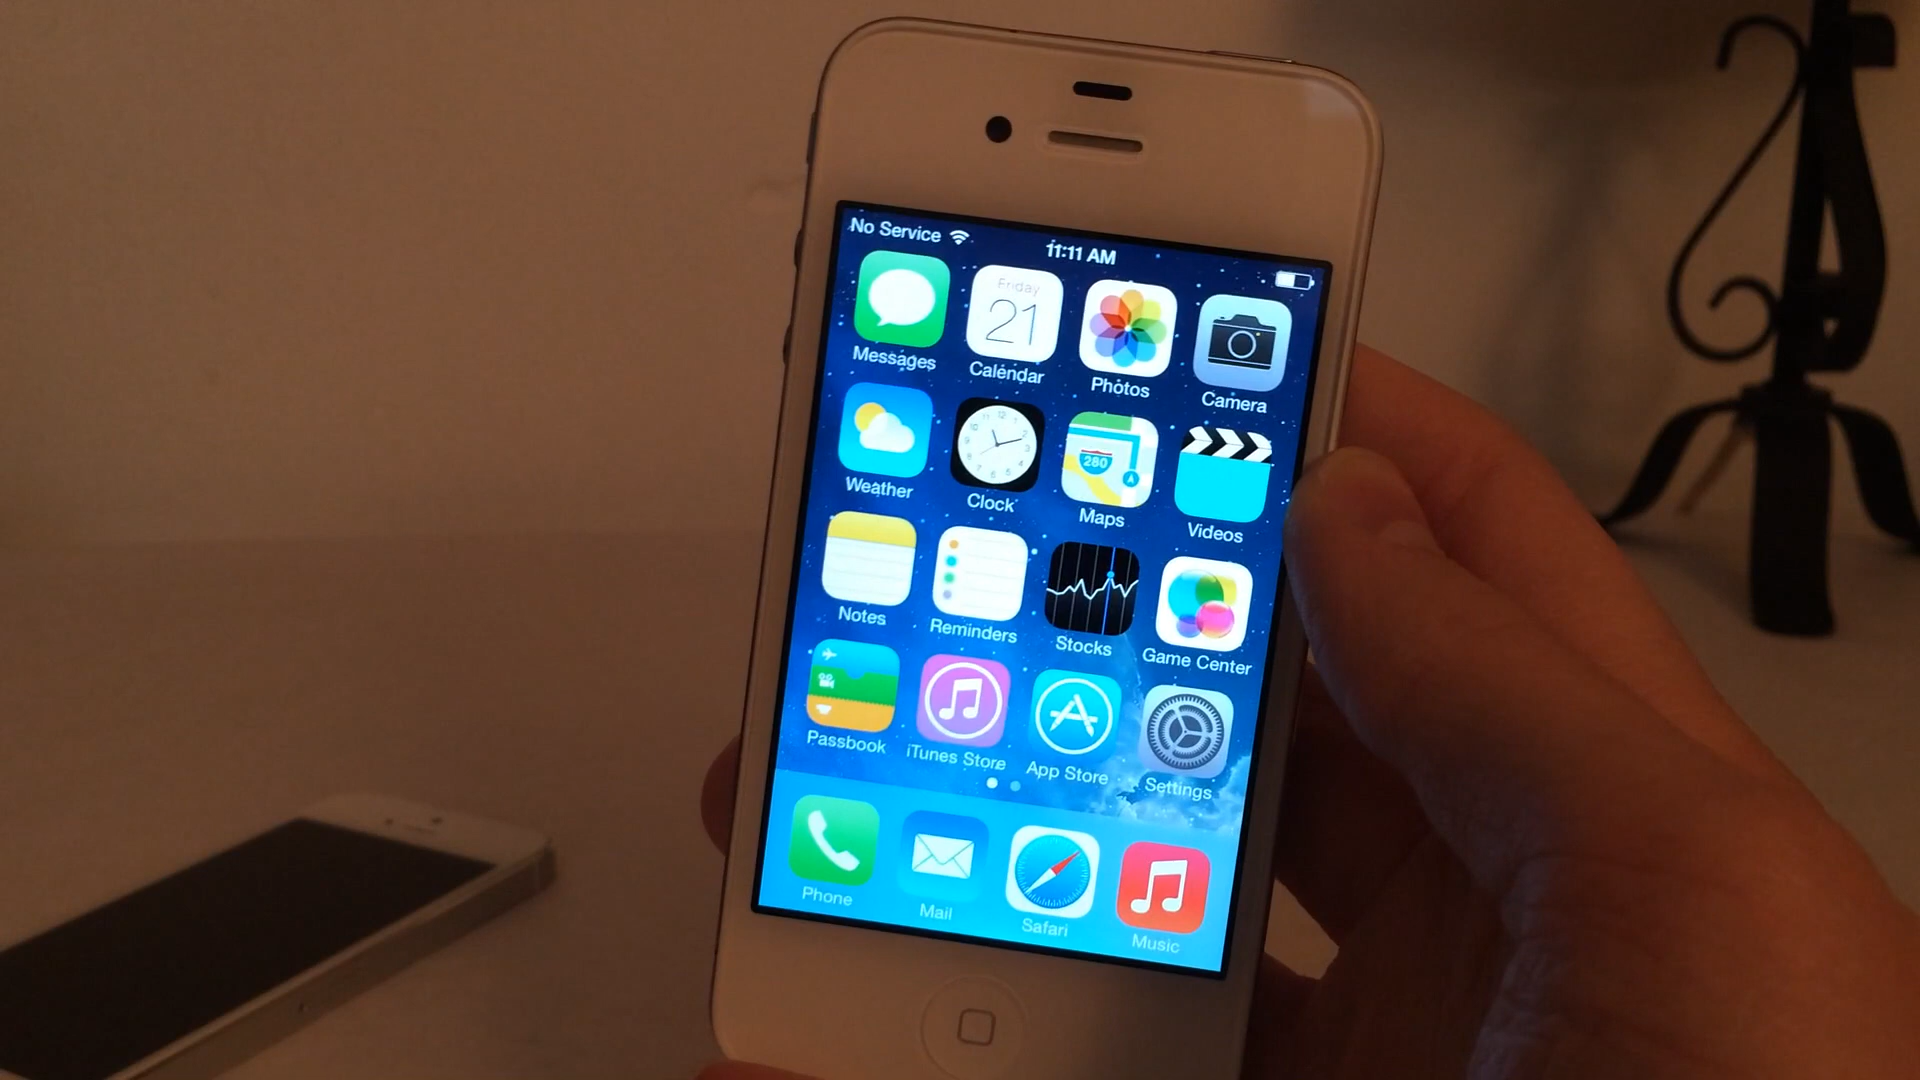 No Service
11:11 AM
Friday
21
Messages
Calendar
Photos
Camera
280
Weather
Clock
Maps
Videos
Notes
Reminders
Stocks
Game Center
Passbook
iTunes Store
App Store
Settings
Phone
Mail
Safari
Music